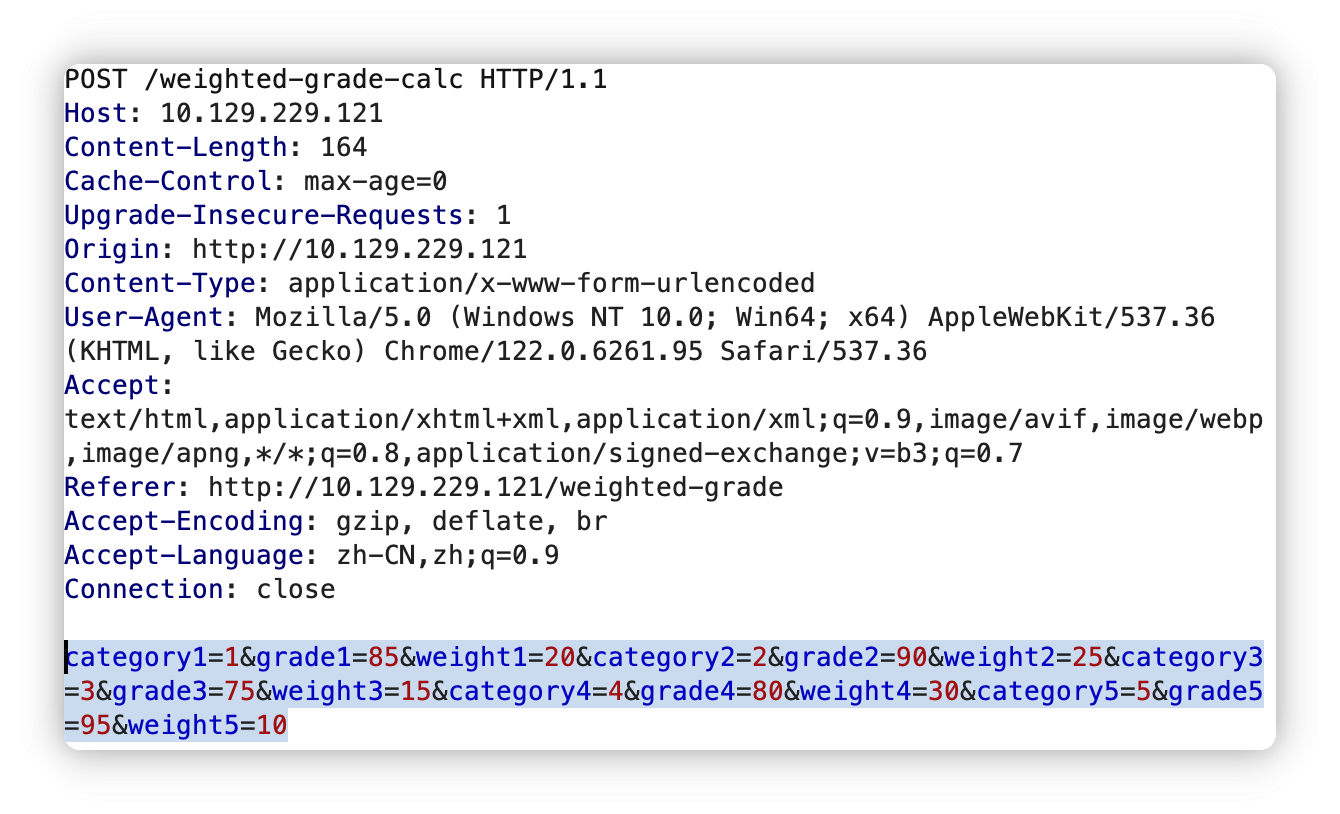 POST /weighted-grade-calc HTTP/1.1
Host: 10.129.229.121
Content-Length: 164
Cache-Control: max-age=0
Upgrade-Insecure-Requests: 1
Origin: http://10.129.229.121
Content-Type: application/x-www-form-urlencoded
User-Agent: Mozilla/5.0 (Windows NT 10.0; Win64; x64) AppleWebKit/537.36
(KHTML, like Gecko) Chrome/122.0.6261.95 Safari/537.36
Accept:
text/html,application/xhtml+xml,application/xml;q=0.9,image/avif,image/webp
,image/apng,*/*;q=0.8,application/signed-exchange;v=b3;q=0.7
Referer: http://10.129.229.121/weighted-grade
Accept-Encoding: gzip, deflate, br
Accept-Language: zh-CN,zh;q=0.9
Connection: close

category1=1&grade1=85&weight1=20&category2=2&grade2=90&weight2=25&category3
=3&grade3=75&weight3=15&category4=4&grade4=80&weight4=30&category5=5&grade5
=95&weight5=10